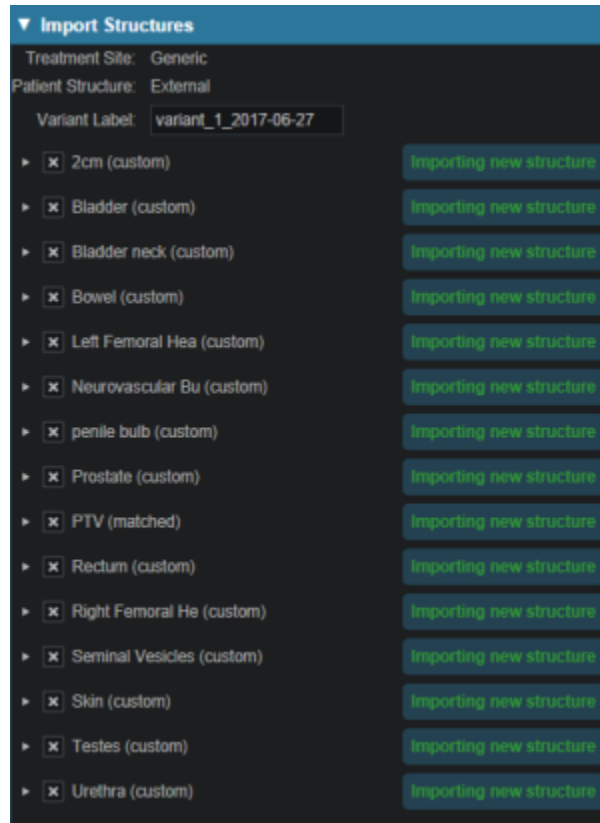 Import Structures
Treatment Site: Generic
Patient Structure: External
Variant Label: variant_1_2017-06-27
2cm (custom) Importing new structure
Bladder (custom) Importing new structure
Bladder neck (custom) Importing new structure
Bowel (custom) Importing new structure
Left Femoral Hea (custom) Importing new structure
Neurovascular Bu (custom) Importing new structure
penile bulb (custom) Importing new structure
Prostate (custom) Importing new structure
PTV (matched) Importing new structure
Rectum (custom) Importing new structure
Right Femoral He (custom) Importing new structure
Seminal Vesicles (custom) Importing new structure
Skin (custom) Importing new structure
Testes (custom) Importing new structure
Urethra (custom) Importing new structure